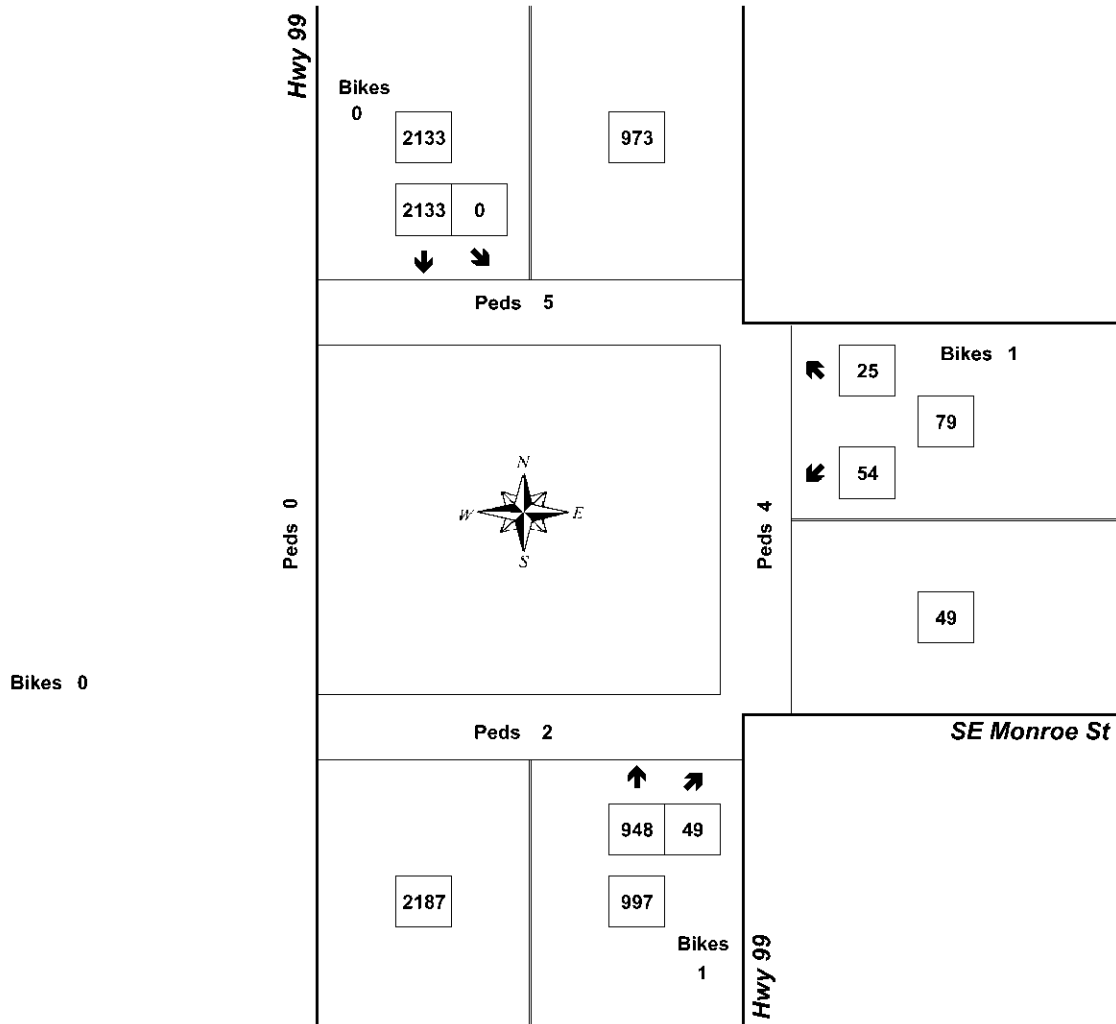 Hwy 99
Bikes
0
2133
973
2133 0
Peds 5
25
Bikes 1
79
54
N
W E
S
Peds 0
Peds 4
49
Bikes 0
Peds 2
SE Monroe St
948 49
2187
997
Bikes
1
Hwy 99